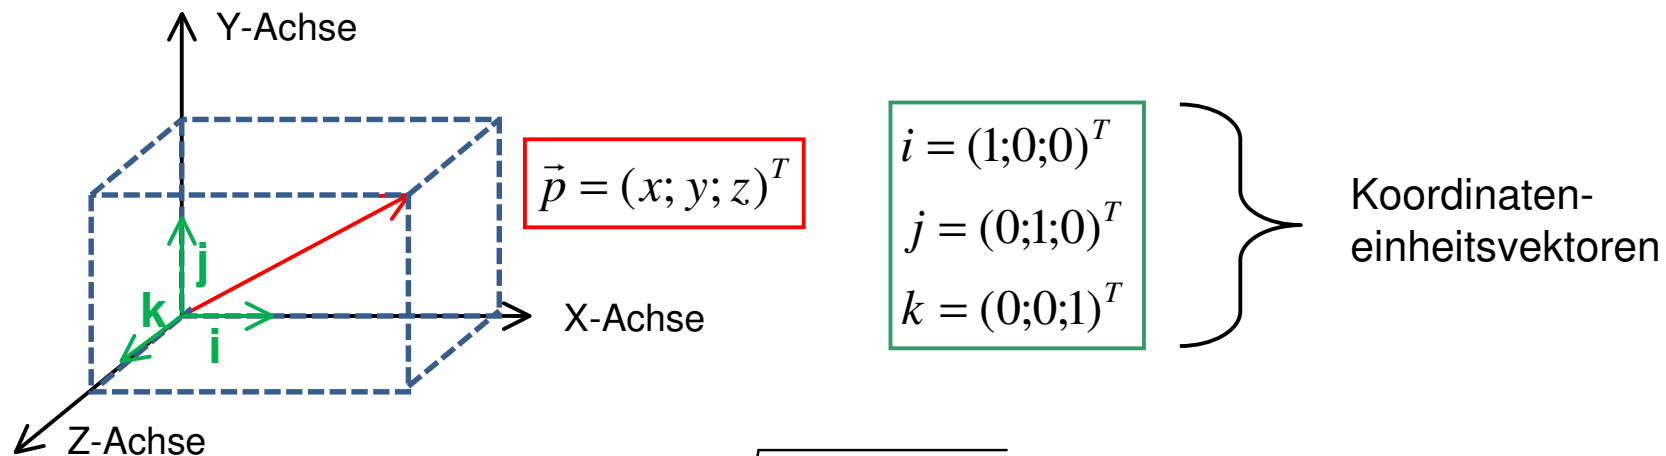 Y-Achse
j
k
i
X-Achse
Z-Achse
p⃗ = (x; y; z)^T
i = (1;0;0)^T
j = (0;1;0)^T
k = (0;0;1)^T
Koordinaten-
einheitsvektoren